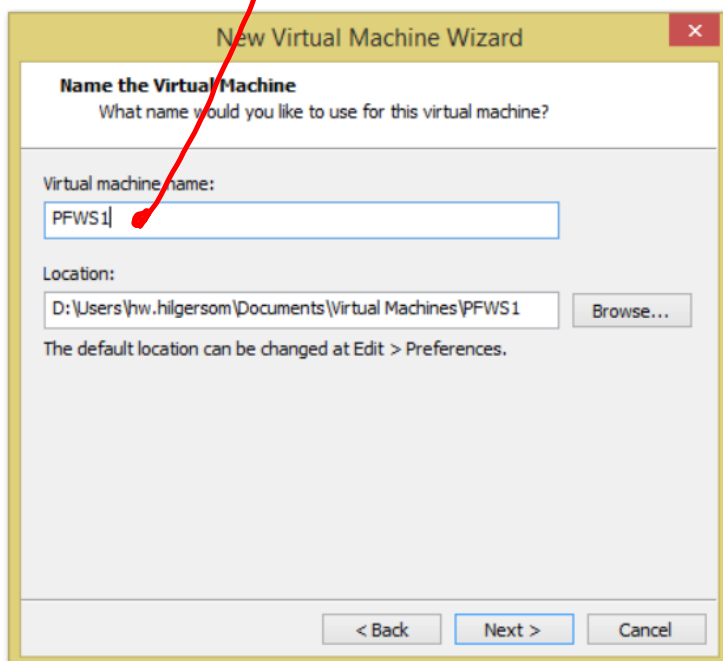 New Virtual Machine Wizard
Name the Virtual Machine
What name would you like to use for this virtual machine?
Virtual machine name:
PFWS1
Location:
D:\Users\hw.hilgersom\Documents\Virtual Machines\PFWS1
Browse...
The default location can be changed at Edit > Preferences.
< Back
Next >
Cancel